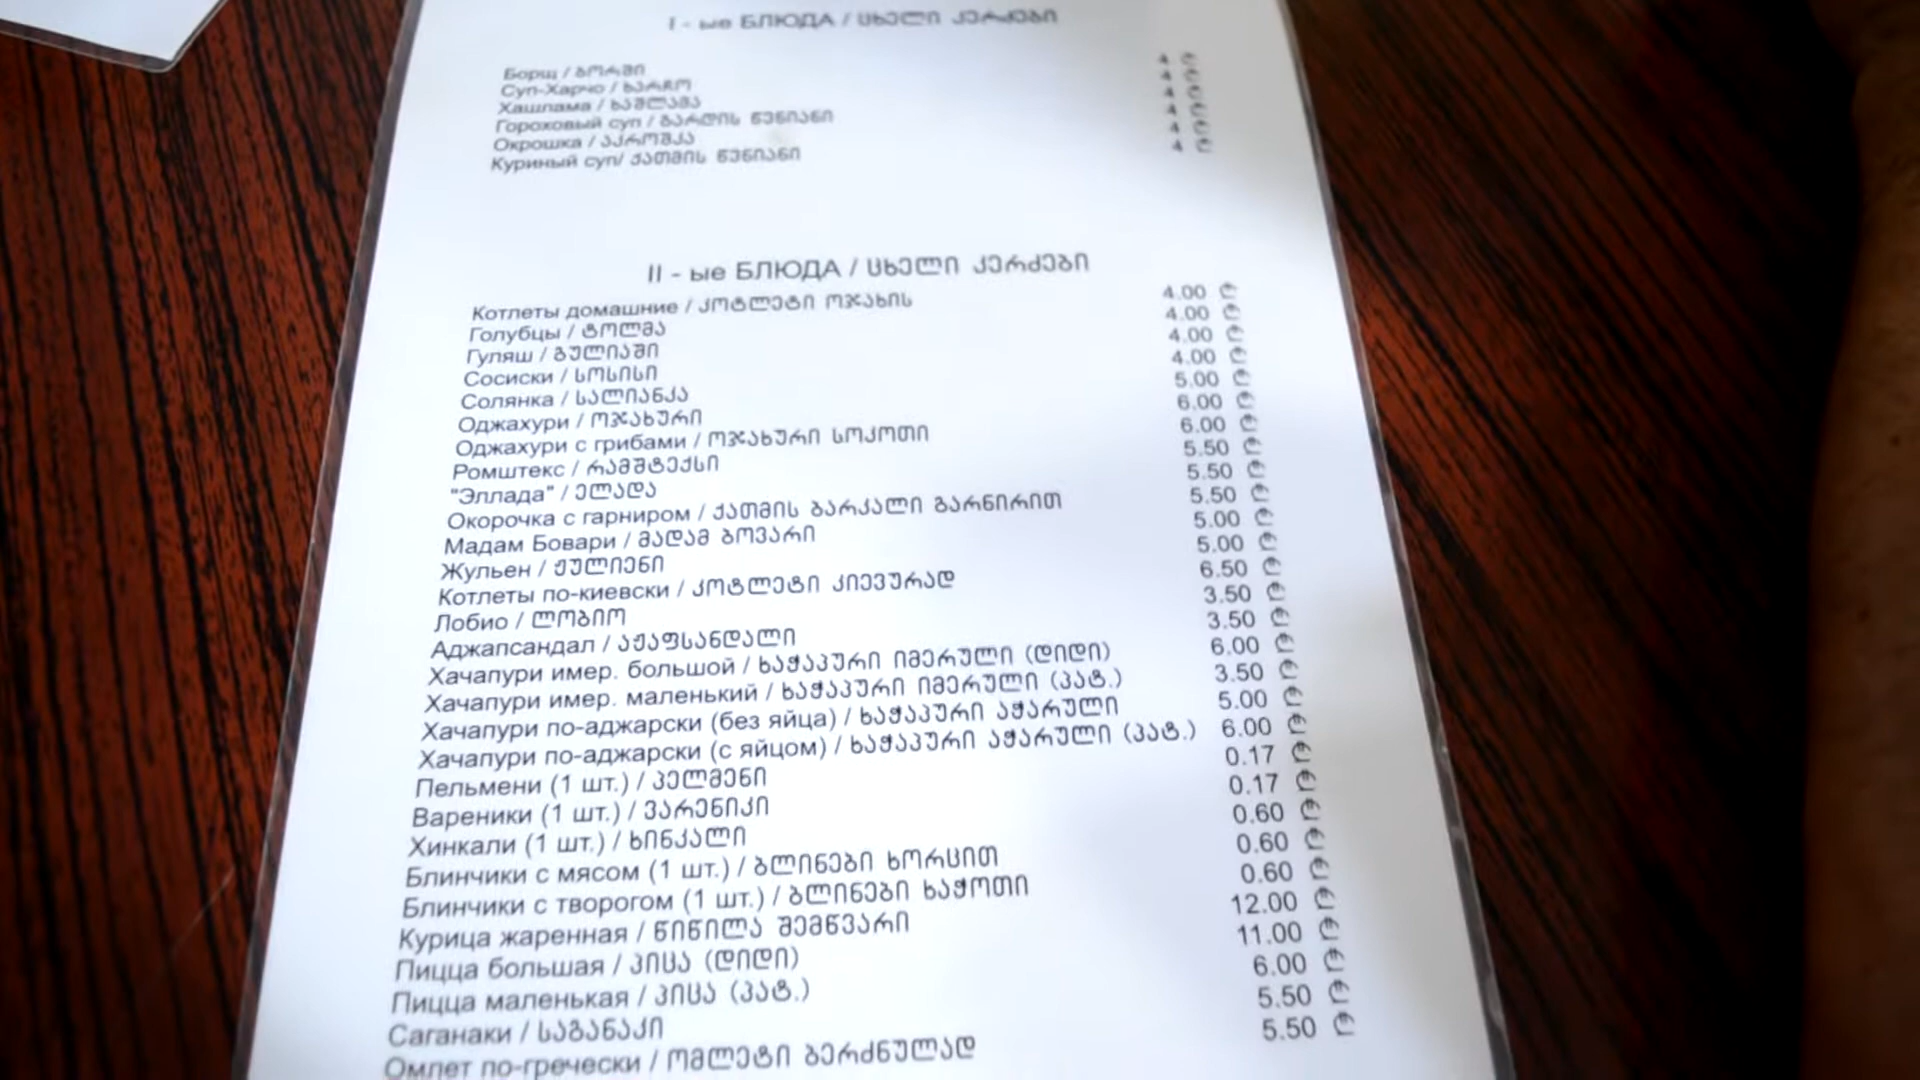 I - ые БЛЮДА / ცხელი კერძები
Борщ / ბორში 4 ₾
Суп-Харчо / ხარჩო 4 ₾
Хашлама / ხაშლამა 4 ₾
Гороховый суп / ბარდის წვნიანი 4 ₾
Окрошка / აკროშკა 4 ₾
Куриный суп/ ქათმის წვნიანი 4 ₾
II - ые БЛЮДА / ცხელი კერძები
Котлеты домашние / კოტლეტი ოჯახის 4.00 ₾
Голубцы / ტოლმა 4.00 ₾
Гуляш / გულიაში 4.00 ₾
Сосиски / სოსისი 4.00 ₾
Солянка / სალიანკა 5.00 ₾
Оджахури / ოჯახური 6.00 ₾
Оджахури с грибами / ოჯახური სოკოთი 6.00 ₾
Ромштекс / რამშტექსი 5.50 ₾
"Эллада" / ელადა 5.50 ₾
Окорочка с гарниром / ქათმის ბარკალი გარნირით 5.50 ₾
Мадам Бовари / მადამ ბოვარი 5.00 ₾
Жульен / ჟულიენი 5.00 ₾
Котлеты по-киевски / კოტლეტი კიევურად 6.50 ₾
Лобио / ლობიო 3.50 ₾
Аджапсандал / აჟაფსანდალი 3.50 ₾
Хачапури имер. большой / ხაჭაპური იმერული (დიდი) 6.00 ₾
Хачапури имер. маленький / ხაჭაპური იმერული (პატ.) 3.50 ₾
Хачапури по-аджарски (без яйца) / ხაჭაპური აჭარული 5.00 ₾
Хачапури по-аджарски (с яйцом) / ხაჭაპური აჭარული (პატ.) 6.00 ₾
Пельмени (1 шт.) / პელმენი 0.17 ₾
Вареники (1 шт.) / ვარენიკი 0.17 ₾
Хинкали (1 шт.) / ხინკალი 0.60 ₾
Блинчики с мясом (1 шт.) / ბლინები ხორცით 0.60 ₾
Блинчики с творогом (1 шт.) / ბლინები ხაჭოთი 0.60 ₾
Курица жаренная / წიწილა შემწვარი 12.00 ₾
Пицца большая / პიცა (დიდი) 11.00 ₾
Пицца маленькая / პიცა (პატ.) 6.00 ₾
Саганаки / საგანაკი 5.50 ₾
Омлет по-гречески / ომლეტი ბერძნულად 5.50 ₾